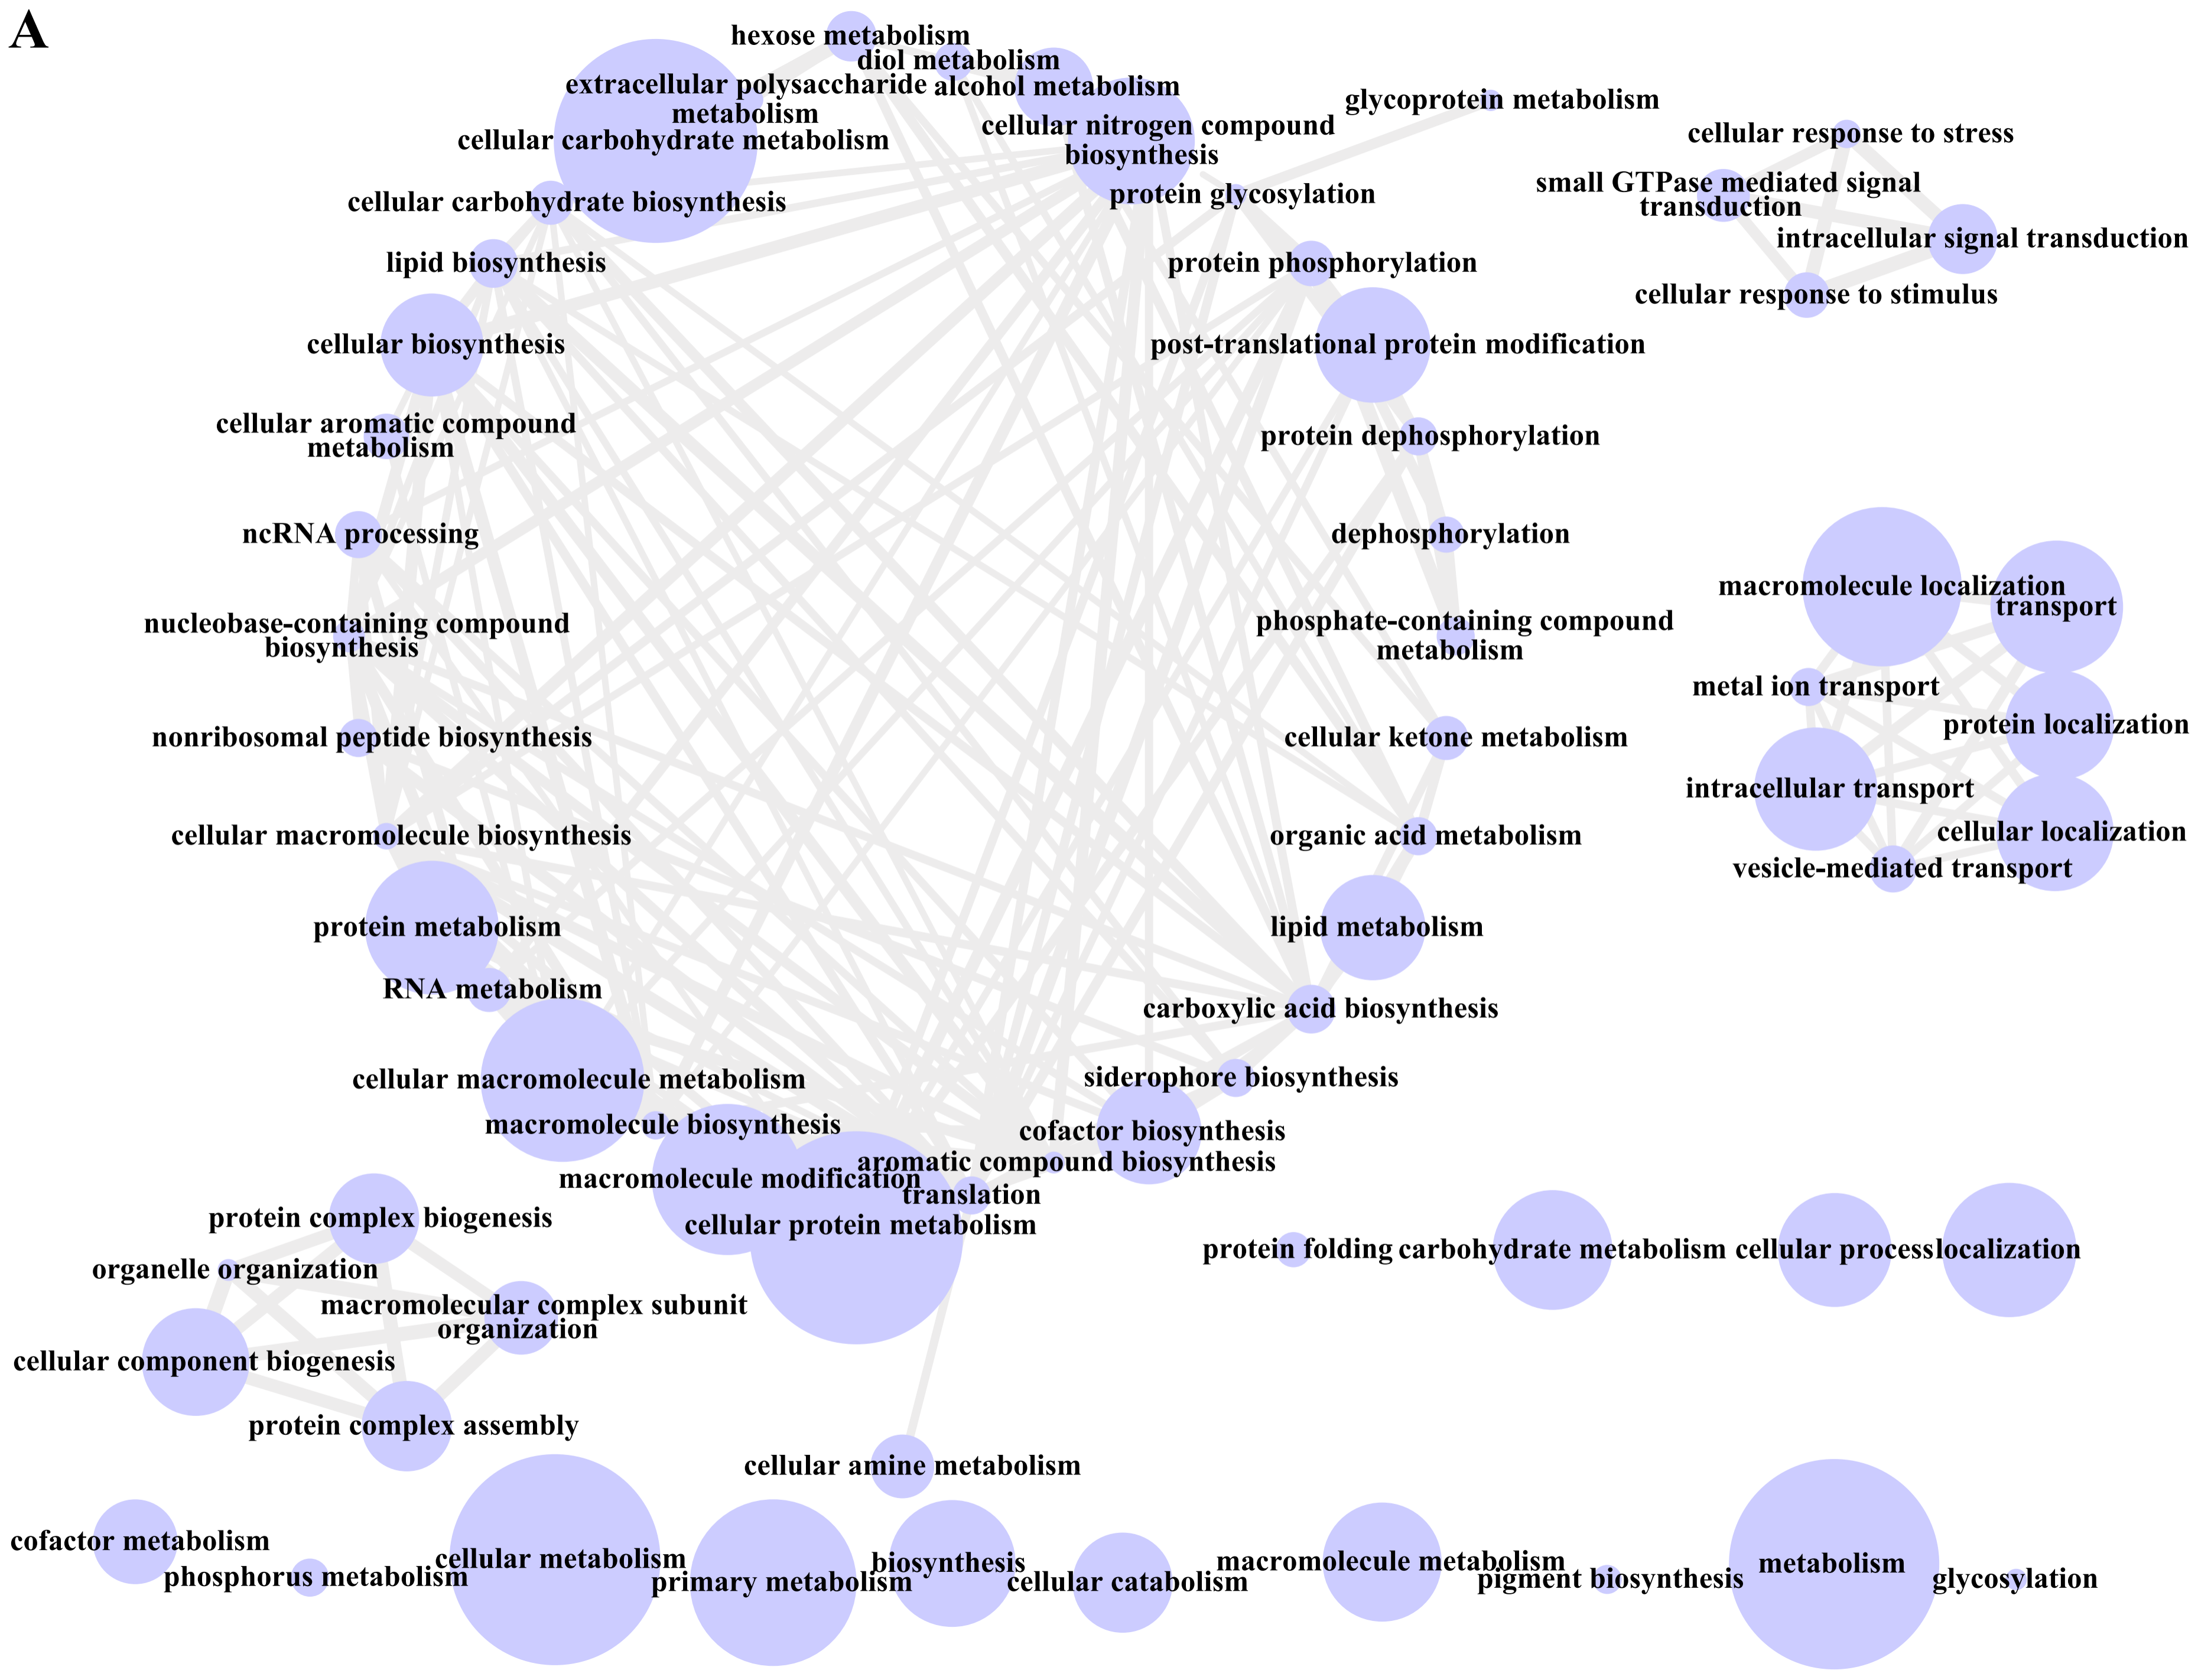 A
hexose metabolism
diol metabolism
extracellular polysaccharide
metabolism
alcohol metabolism
cellular carbohydrate metabolism
cellular nitrogen compound
biosynthesis
glycoprotein metabolism
cellular response to stress
small GTPase mediated signal
transduction
intracellular signal transduction
cellular response to stimulus
cellular carbohydrate biosynthesis
protein glycosylation
lipid biosynthesis
protein phosphorylation
cellular biosynthesis
post-translational protein modification
cellular aromatic compound
metabolism
protein dephosphorylation
ncRNA processing
dephosphorylation
macromolecule localization
transport
nucleobase-containing compound
biosynthesis
phosphate-containing compound
metabolism
metal ion transport
protein localization
nonribosomal peptide biosynthesis
cellular ketone metabolism
intracellular transport
cellular macromolecule biosynthesis
organic acid metabolism
cellular localization
vesicle-mediated transport
protein metabolism
lipid metabolism
RNA metabolism
carboxylic acid biosynthesis
cellular macromolecule metabolism
siderophore biosynthesis
macromolecule biosynthesis
cofactor biosynthesis
aromatic compound biosynthesis
macromolecule modification
translation
cellular protein metabolism
protein complex biogenesis
organelle organization
macromolecular complex subunit
organization
cellular component biogenesis
protein complex assembly
protein folding
carbohydrate metabolism
cellular process
localization
cellular amine metabolism
cofactor metabolism
phosphorus metabolism
cellular metabolism
primary metabolism
biosynthesis
cellular catabolism
macromolecule metabolism
pigment biosynthesis
metabolism
glycosylation